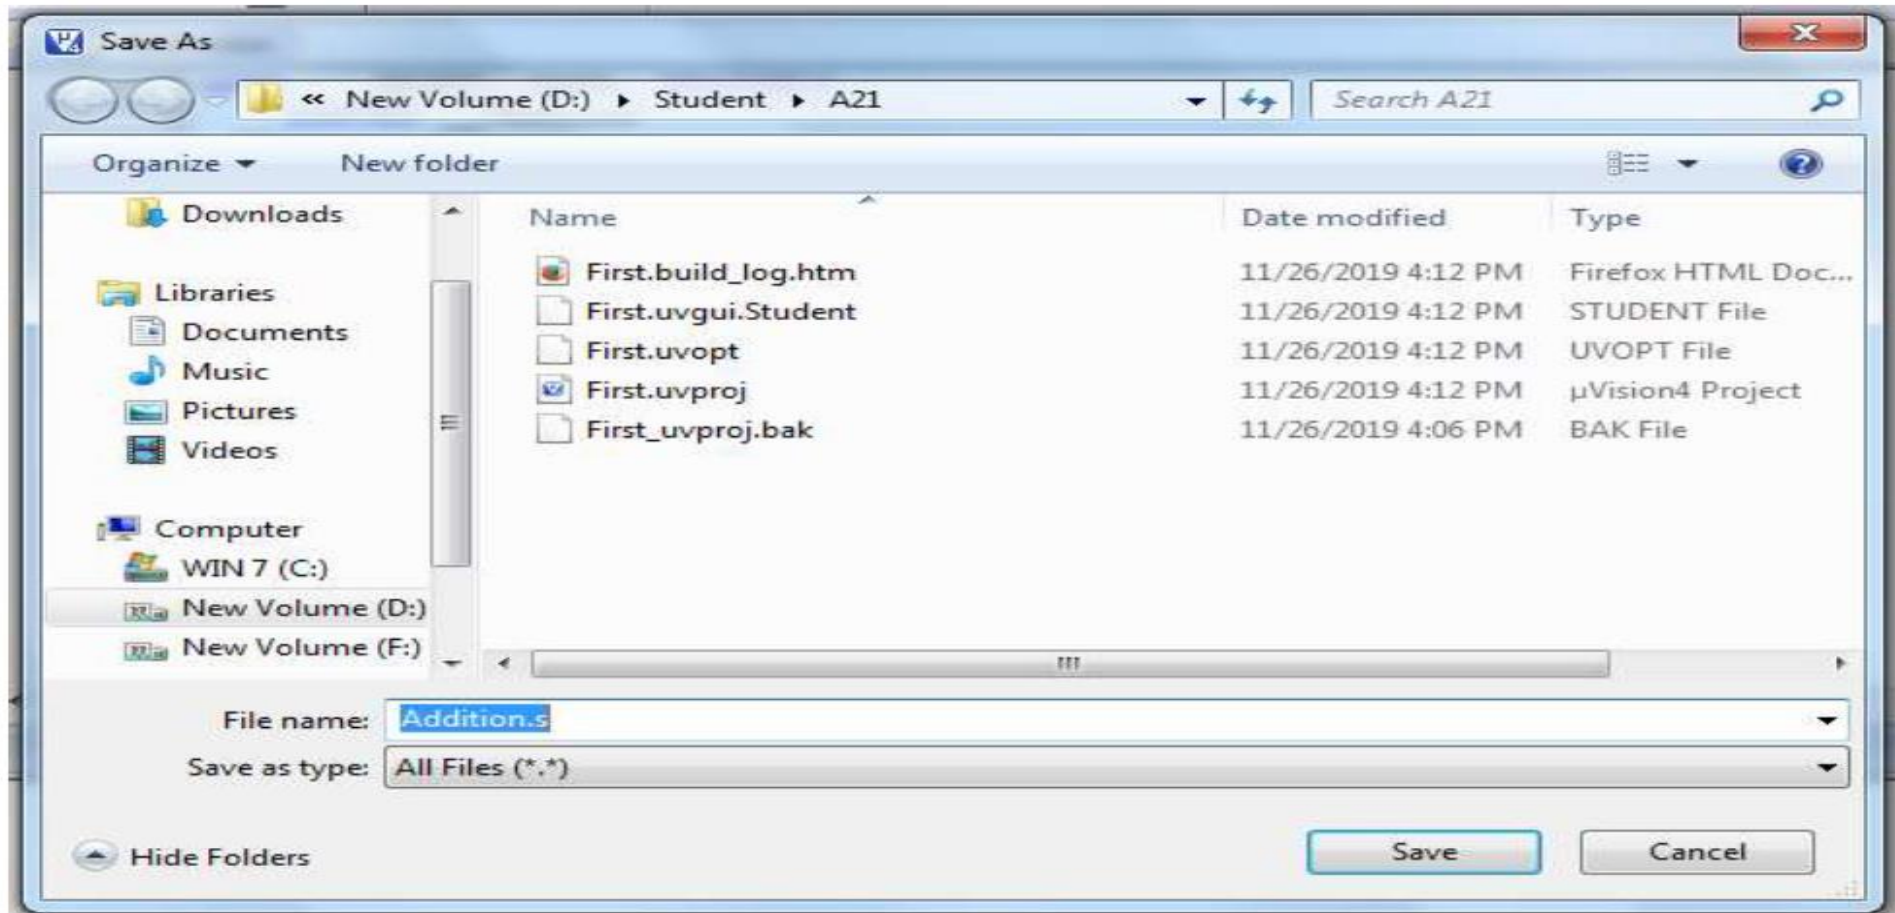 Save As
« New Volume (D:) ▸ Student ▸ A21 Search A21
Organize New folder
Name Date modified Type
Downloads
Libraries
Documents
Music
Pictures
Videos
Computer
WIN 7 (C:)
New Volume (D:)
New Volume (F:)
First.build_log.htm 11/26/2019 4:12 PM Firefox HTML Doc...
First.uvgui.Student 11/26/2019 4:12 PM STUDENT File
First.uvopt 11/26/2019 4:12 PM UVOPT File
First.uvproj 11/26/2019 4:12 PM µVision4 Project
First_uvproj.bak 11/26/2019 4:06 PM BAK File
File name: Addition.s
Save as type: All Files (*.*)
Hide Folders Save Cancel